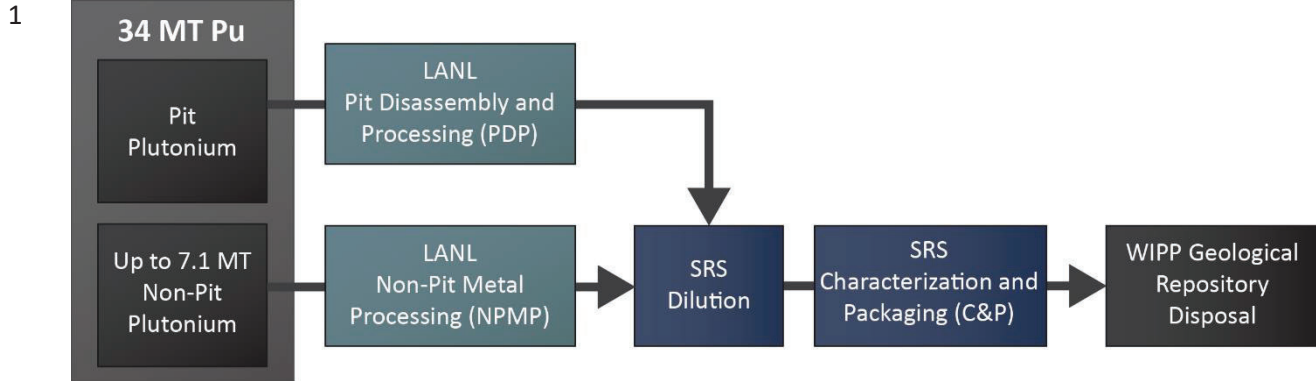 1
34 MT Pu
Pit
Plutonium
LANL
Pit Disassembly and
Processing (PDP)
Up to 7.1 MT
Non-Pit
Plutonium
LANL
Non-Pit Metal
Processing (NPMP)
SRS
Dilution
SRS
Characterization and
Packaging (C&P)
WIPP Geological
Repository
Disposal